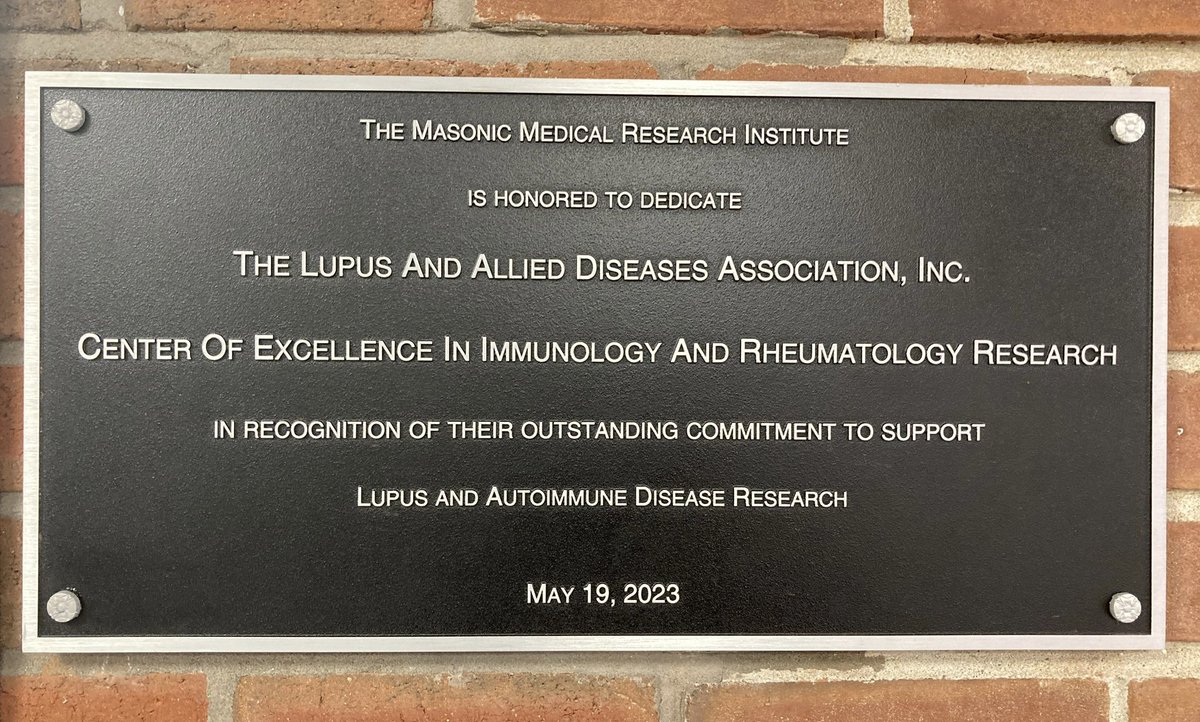 The Masonic Medical Research Institute
is honored to dedicate
The Lupus And Allied Diseases Association, Inc.
Center Of Excellence In Immunology And Rheumatology Research
in recognition of their outstanding commitment to support
Lupus and Autoimmune Disease Research
May 19, 2023